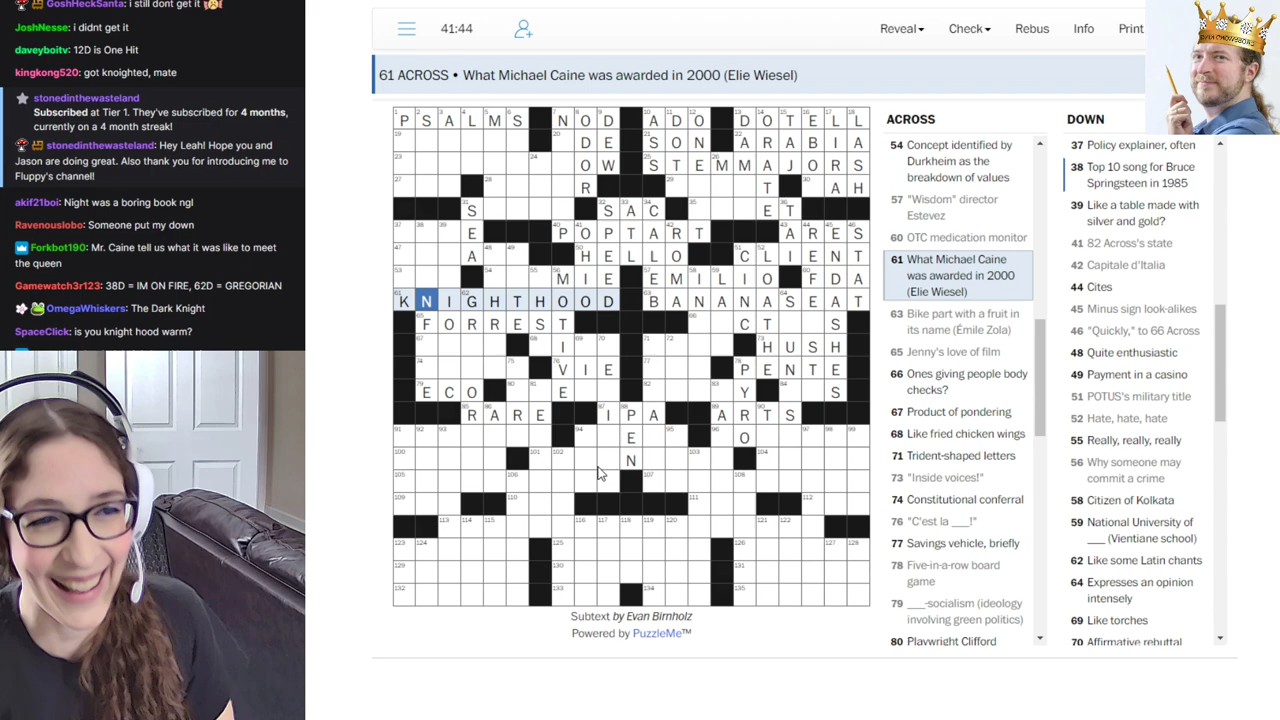 GoshHeckSanta: i still dont get it
JoshNesse: i didnt get it
daveyboitv: 12D is One Hit
kingkong520: got knoighted, mate
stonedinthewasteland
Subscribed at Tier 1. They've subscribed for 4 months, currently on a 4 month streak!
stonedinthewasteland: Hey Leah! Hope you and
Jason are doing great. Also thank you for introducing me to
Fluppy's channel!
akif21boi: Night was a boring book ngl
Ravenouslobo: Someone put my down
Forkbot190: Mr. Caine tell us what it was like to meet
the queen
Gamewatch3r123: 38D = IM ON FIRE, 62D = GREGORIAN
OmegaWhiskers: The Dark Knight
SpaceClick: is you knight hood warm?
41:44
Reveal
Check
Rebus
Info
Print
61 ACROSS • What Michael Caine was awarded in 2000 (Elie Wiesel)
PSALMS NOD ADO DOTELL
DE SON ARABIA
OW STEMMAJORS
R T AH
S SAC ET
E POPTART ARES
A HELLO CLIENT
MIE EMILIO FDA
KNIGHTHOOD BANANASEAT
FORREST CT S
I HUSH
VIE PENTE
ECO E Y S
RARE IPA ARTS
E O
N
Subtext by Evan Birnholz
Powered by PuzzleMe™
ACROSS
54 Concept identified by
Durkheim as the
breakdown of values
57 "Wisdom" director
Estevez
60 OTC medication monitor
61 What Michael Caine
was awarded in 2000
(Elie Wiesel)
63 Bike part with a fruit in
its name (Émile Zola)
65 Jenny's love of film
66 Ones giving people body
checks?
67 Product of pondering
68 Like fried chicken wings
71 Trident-shaped letters
73 "Inside voices!"
74 Constitutional conferral
76 "C'est la ___!"
77 Savings vehicle, briefly
78 Five-in-a-row board
game
79 ___-socialism (ideology
involving green politics)
80 Playwright Clifford
DOWN
37 Policy explainer, often
38 Top 10 song for Bruce
Springsteen in 1985
39 Like a table made with
silver and gold?
41 82 Across's state
42 Capitale d'Italia
44 Cites
45 Minus sign look-alike
46 "Quickly," to 66 Across
48 Quite enthusiastic
49 Payment in a casino
51 POTUS's military title
52 Hate, hate, hate
55 Really, really, really
56 Why someone may
commit a crime
58 Citizen of Kolkata
59 National University of
___ (Vientiane school)
62 Like some Latin chants
64 Expresses an opinion
intensely
69 Like torches
70 Affirmative rebuttal